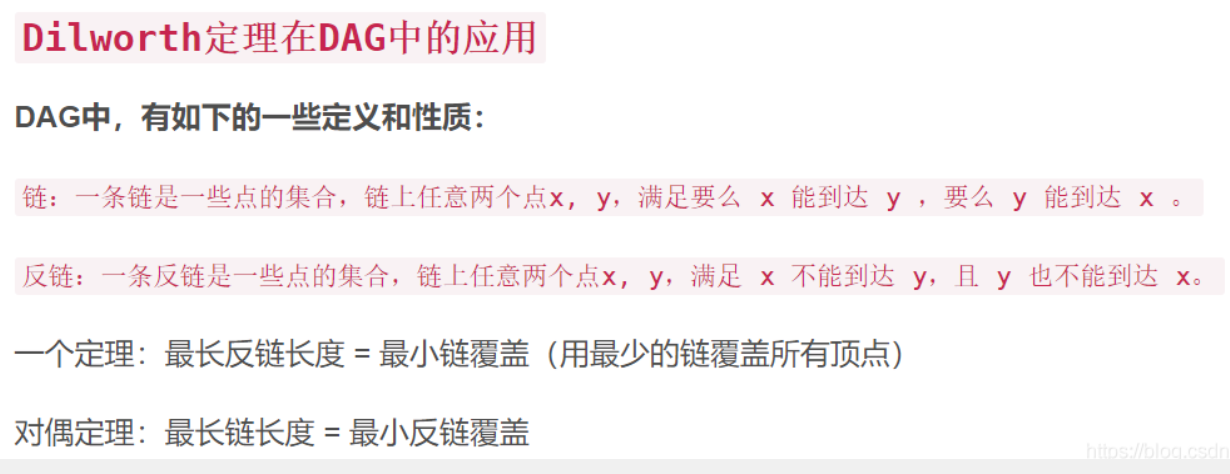 Dilworth定理在DAG中的应用
DAG中，有如下的一些定义和性质：
链：一条链是一些点的集合，链上任意两个点x, y，满足要么 x 能到达 y ，要么 y 能到达 x 。
反链：一条反链是一些点的集合，链上任意两个点x, y，满足 x 不能到达 y，且 y 也不能到达 x。
一个定理：最长反链长度 = 最小链覆盖（用最少的链覆盖所有顶点）
对偶定理：最长链长度 = 最小反链覆盖
https://blog.csdn